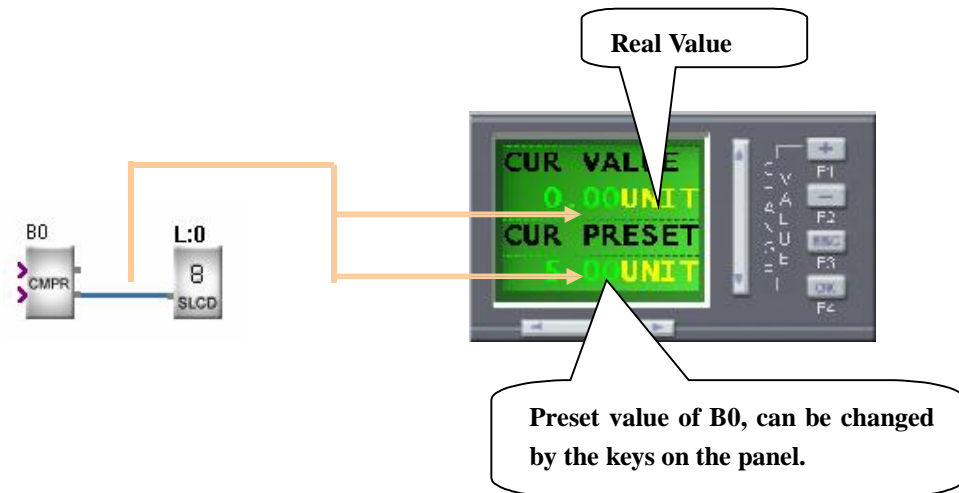 Real Value
CUR VALUE
0.00UNIT
CUR PRESET
5.00UNIT
+
F1
−
F2
ESC
F3
OK
F4
VALUE
B0
CMPR
L:0
8
SLCD
Preset value of B0, can be changed
by the keys on the panel.